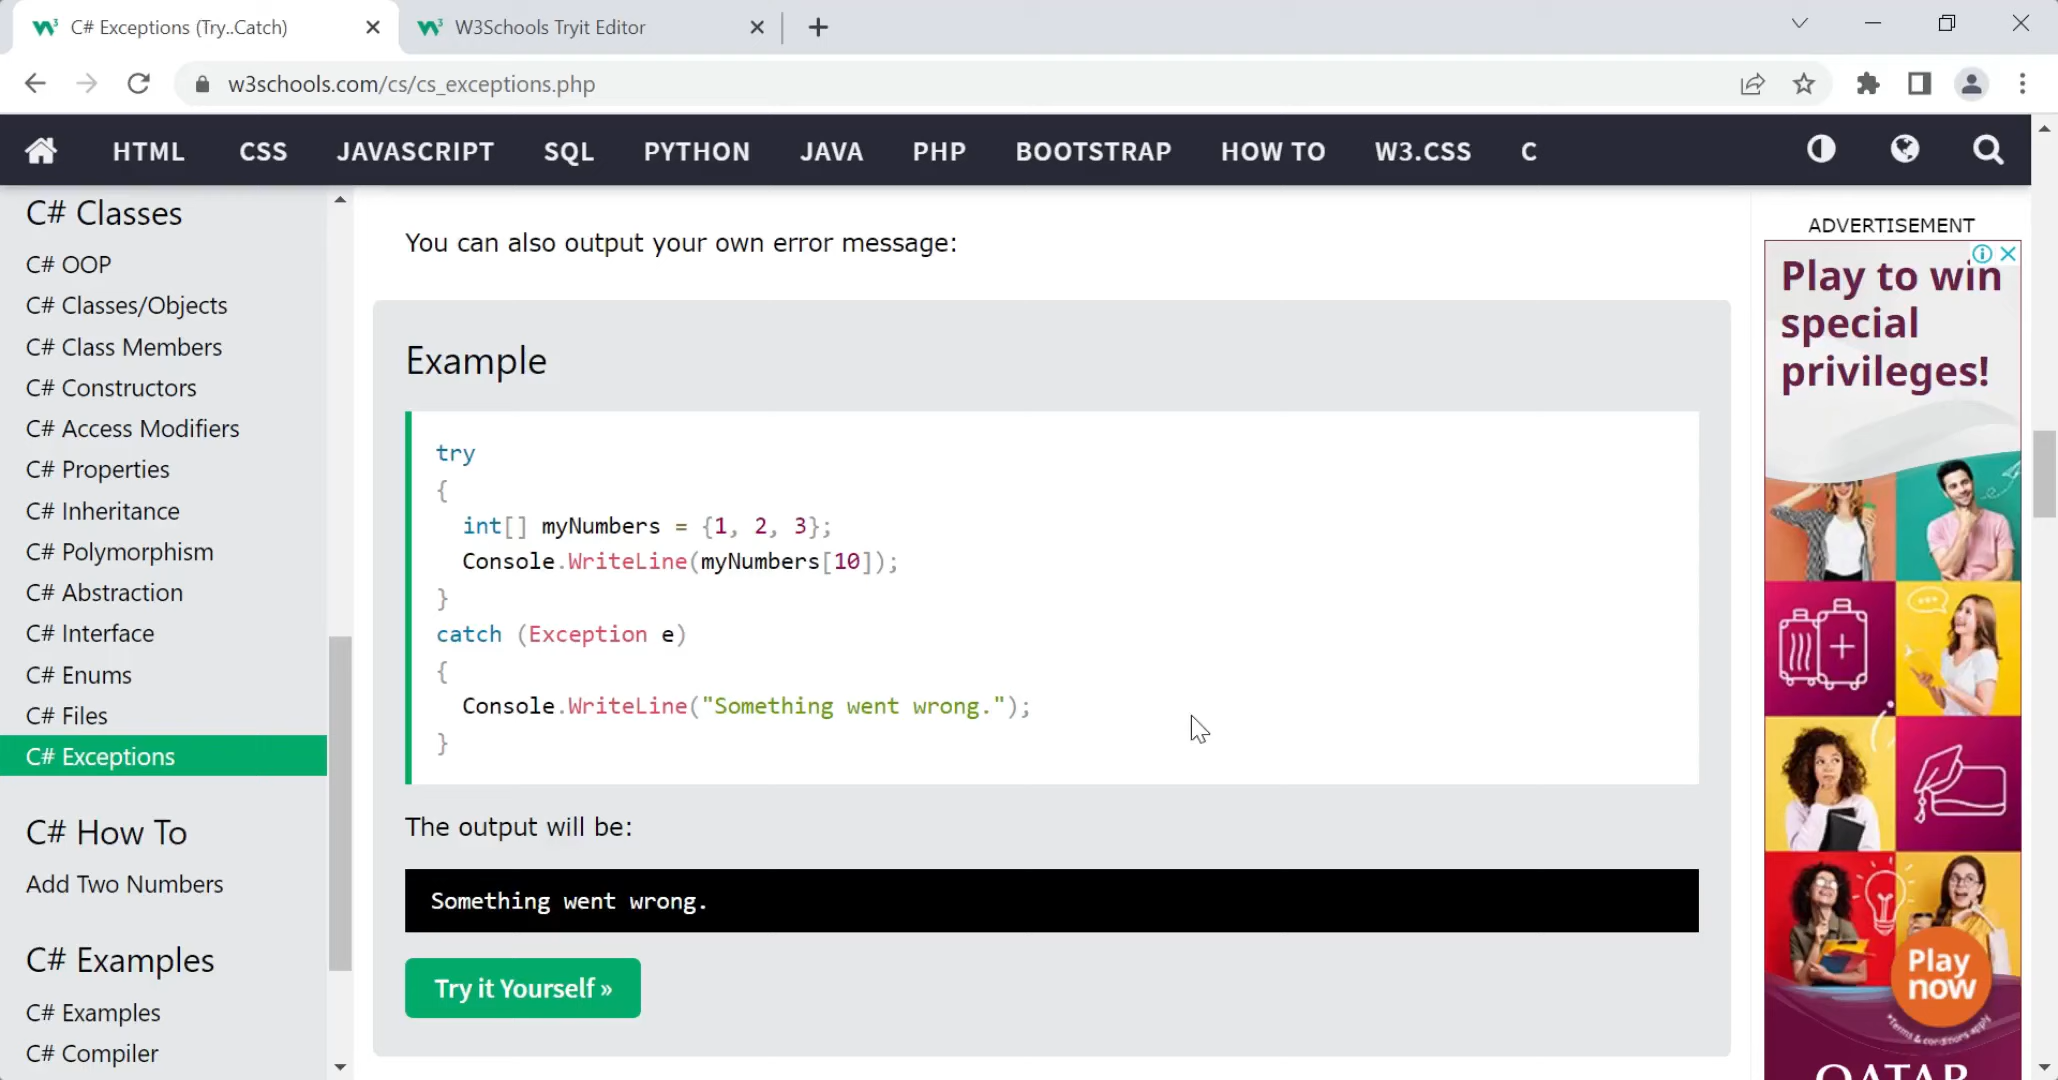 C# Exceptions (Try..Catch)
W3Schools Tryit Editor
w3schools.com/cs/cs_exceptions.php
HTML CSS JAVASCRIPT SQL PYTHON JAVA PHP BOOTSTRAP HOW TO W3.CSS C
C# Classes
C# OOP
C# Classes/Objects
C# Class Members
C# Constructors
C# Access Modifiers
C# Properties
C# Inheritance
C# Polymorphism
C# Abstraction
C# Interface
C# Enums
C# Files
C# Exceptions
C# How To
Add Two Numbers
C# Examples
C# Examples
C# Compiler
You can also output your own error message:
Example
try
{
  int[] myNumbers = {1, 2, 3};
  Console.WriteLine(myNumbers[10]);
}
catch (Exception e)
{
  Console.WriteLine("Something went wrong.");
}
The output will be:
Something went wrong.
Try it Yourself »
ADVERTISEMENT
Play to win
special
privileges!
Play
now
*Terms & conditions apply
QATAR